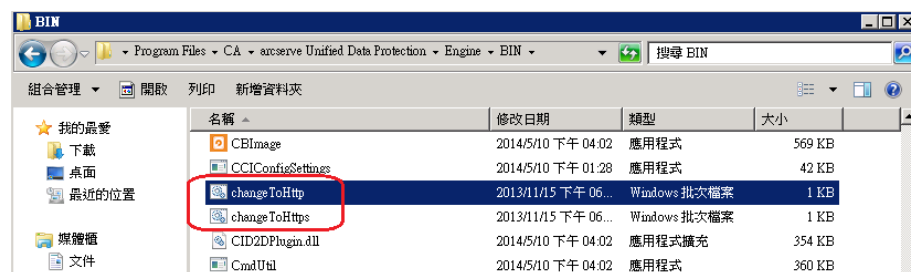 BIN
Program Files ▾ CA ▾ arcserve Unified Data Protection ▾ Engine ▾ BIN ▾
搜尋 BIN
組合管理 ▼ 開啟 列印 新增資料夾
名稱 修改日期 類型 大小
我的最愛
下載
桌面
最近的位置
媒體櫃
文件
CBImage 2014/5/10 下午 04:02 應用程式 569 KB
CCIConfigSettings 2014/5/10 下午 01:28 應用程式 42 KB
changeToHttp 2013/11/15 下午 06... Windows 批次檔案 1 KB
changeToHttps 2013/11/15 下午 06... Windows 批次檔案 1 KB
CID2DPlugin.dll 2014/5/10 下午 04:02 應用程式擴充 354 KB
CmdUtil 2014/5/10 下午 04:02 應用程式 360 KB